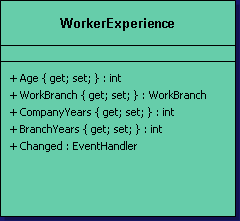 WorkerExperience
+ Age { get; set; } : int
+ WorkBranch { get; set; } : WorkBranch
+ CompanyYears { get; set; } : int
+ BranchYears { get; set; } : int
+ Changed : EventHandler